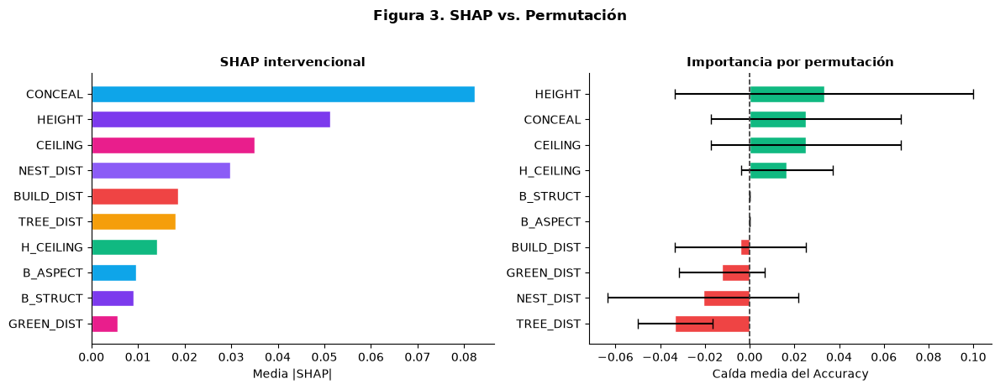 Figura 3. SHAP vs. Permutación
SHAP intervencional
CONCEAL
HEIGHT
CEILING
NEST_DIST
BUILD_DIST
TREE_DIST
H_CEILING
B_ASPECT
B_STRUCT
GREEN_DIST
0.00 0.01 0.02 0.03 0.04 0.05 0.06 0.07 0.08
Media |SHAP|
Importancia por permutación
HEIGHT
CONCEAL
CEILING
H_CEILING
B_STRUCT
B_ASPECT
BUILD_DIST
GREEN_DIST
NEST_DIST
TREE_DIST
−0.06 −0.04 −0.02 0.00 0.02 0.04 0.06 0.08 0.10
Caída media del Accuracy